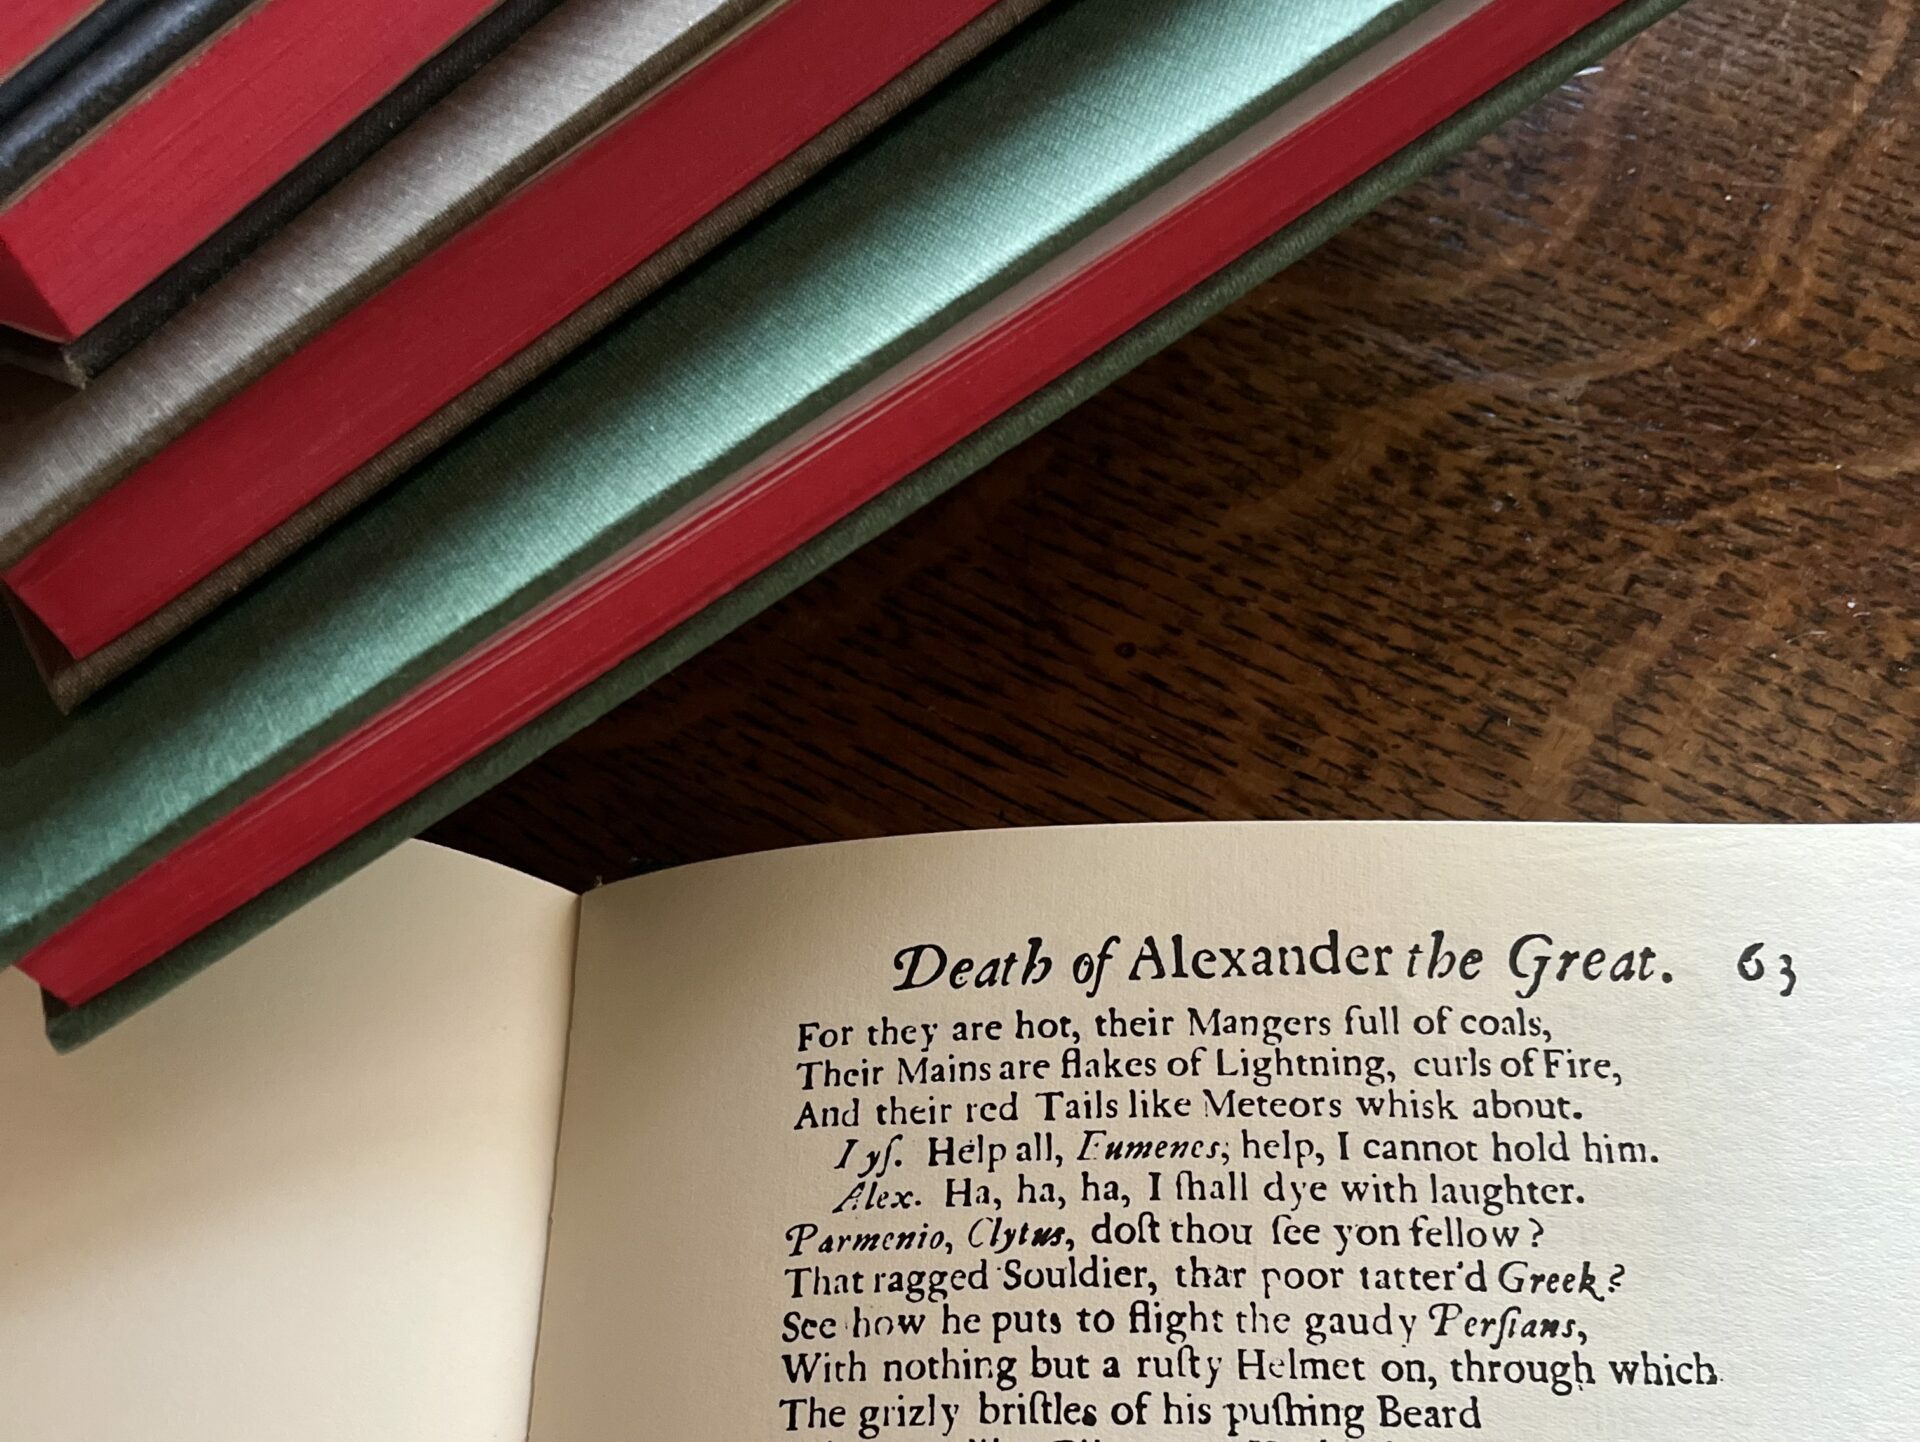 Death of Alexander the Great. 63
For they are hot, their Mangers full of coals,
Their Mains are flakes of Lightning, curls of Fire,
And their red Tails like Meteors whisk about.
Lyſ. Help all, Eumenes; help, I cannot hold him.
Alex. Ha, ha, ha, I ſhall dye with laughter.
Parmenio, Clytus, doſt thou ſee yon fellow?
That ragged Souldier, that poor tatter'd Greek?
See how he puts to flight the gaudy Perſians,
With nothing but a ruſty Helmet on, through which
The grizly briſtles of his puſhing Beard